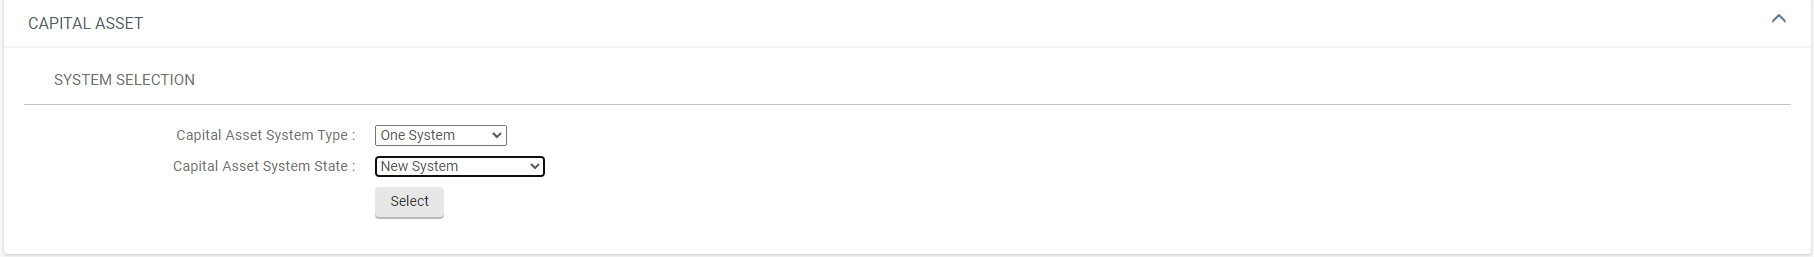 CAPITAL ASSET
SYSTEM SELECTION
Capital Asset System Type : One System
Capital Asset System State : New System
Select